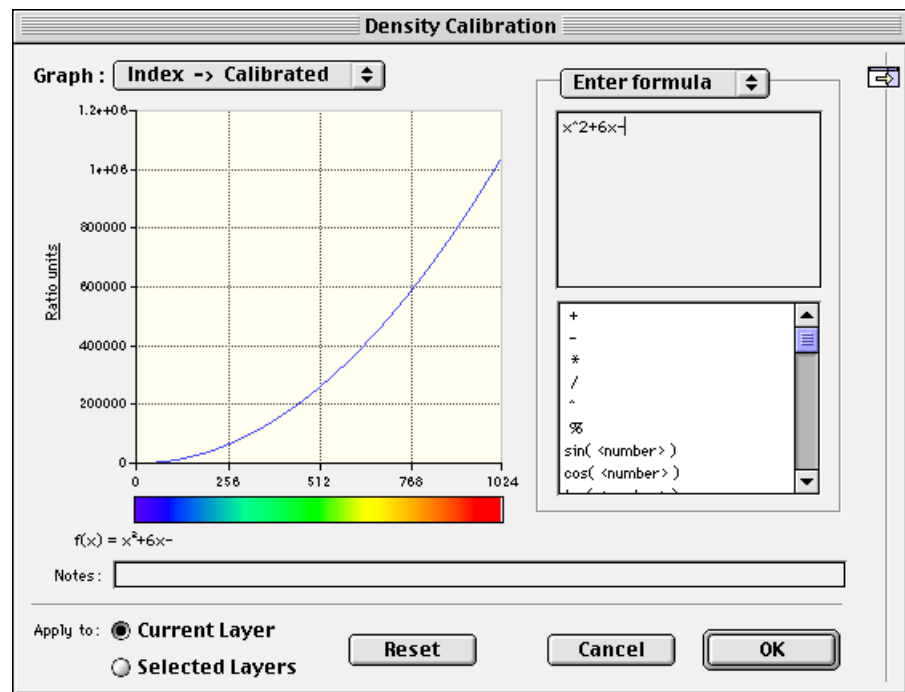 Density Calibration
Graph : Index -> Calibrated
Enter formula
x^2+6x-
1.2e+06
1e+06
800000
600000
400000
200000
0
Ratio units
0 256 512 768 1024
+
-
*
/
^
%
sin( <number> )
cos( <number> )
f(x) = x²+6x-
Notes:
Apply to: Current Layer
Selected Layers
Reset
Cancel
OK